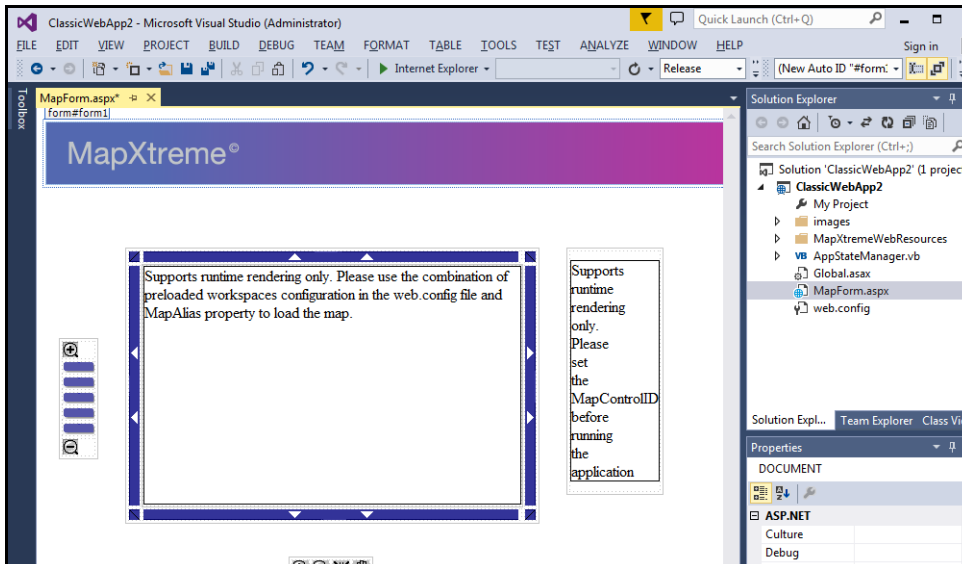 ClassicWebApp2 - Microsoft Visual Studio (Administrator)
Quick Launch (Ctrl+Q)
FILE EDIT VIEW PROJECT BUILD DEBUG TEAM FORMAT TABLE TOOLS TEST ANALYZE WINDOW HELP
Sign in
Internet Explorer
Release
(New Auto ID "#form:
Toolbox
MapForm.aspx*
form#form1
MapXtreme©
Supports runtime rendering only. Please use the combination of
preloaded workspaces configuration in the web.config file and
MapAlias property to load the map.
Supports
runtime
rendering
only.
Please
set
the
MapControlID
before
running
the
application
Solution Explorer
Search Solution Explorer (Ctrl+;)
Solution 'ClassicWebApp2' (1 projec
ClassicWebApp2
My Project
images
MapXtremeWebResources
VB AppStateManager.vb
Global.asax
MapForm.aspx
web.config
Solution Expl... Team Explorer Class Vi
Properties
DOCUMENT
ASP.NET
Culture
Debug